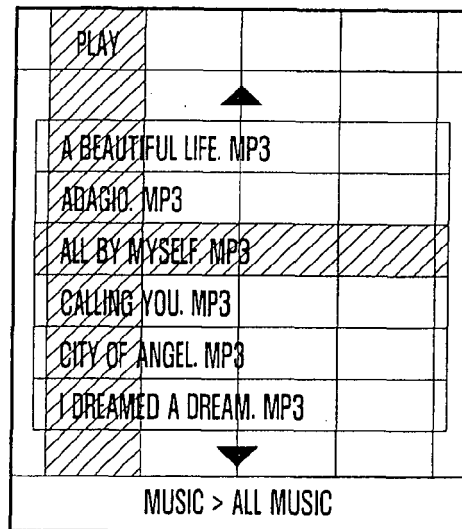 PLAY
A BEAUTIFUL LIFE. MP3
ADAGIO. MP3
ALL BY MYSELF. MP3
CALLING YOU. MP3
CITY OF ANGEL. MP3
I DREAMED A DREAM. MP3
MUSIC > ALL MUSIC